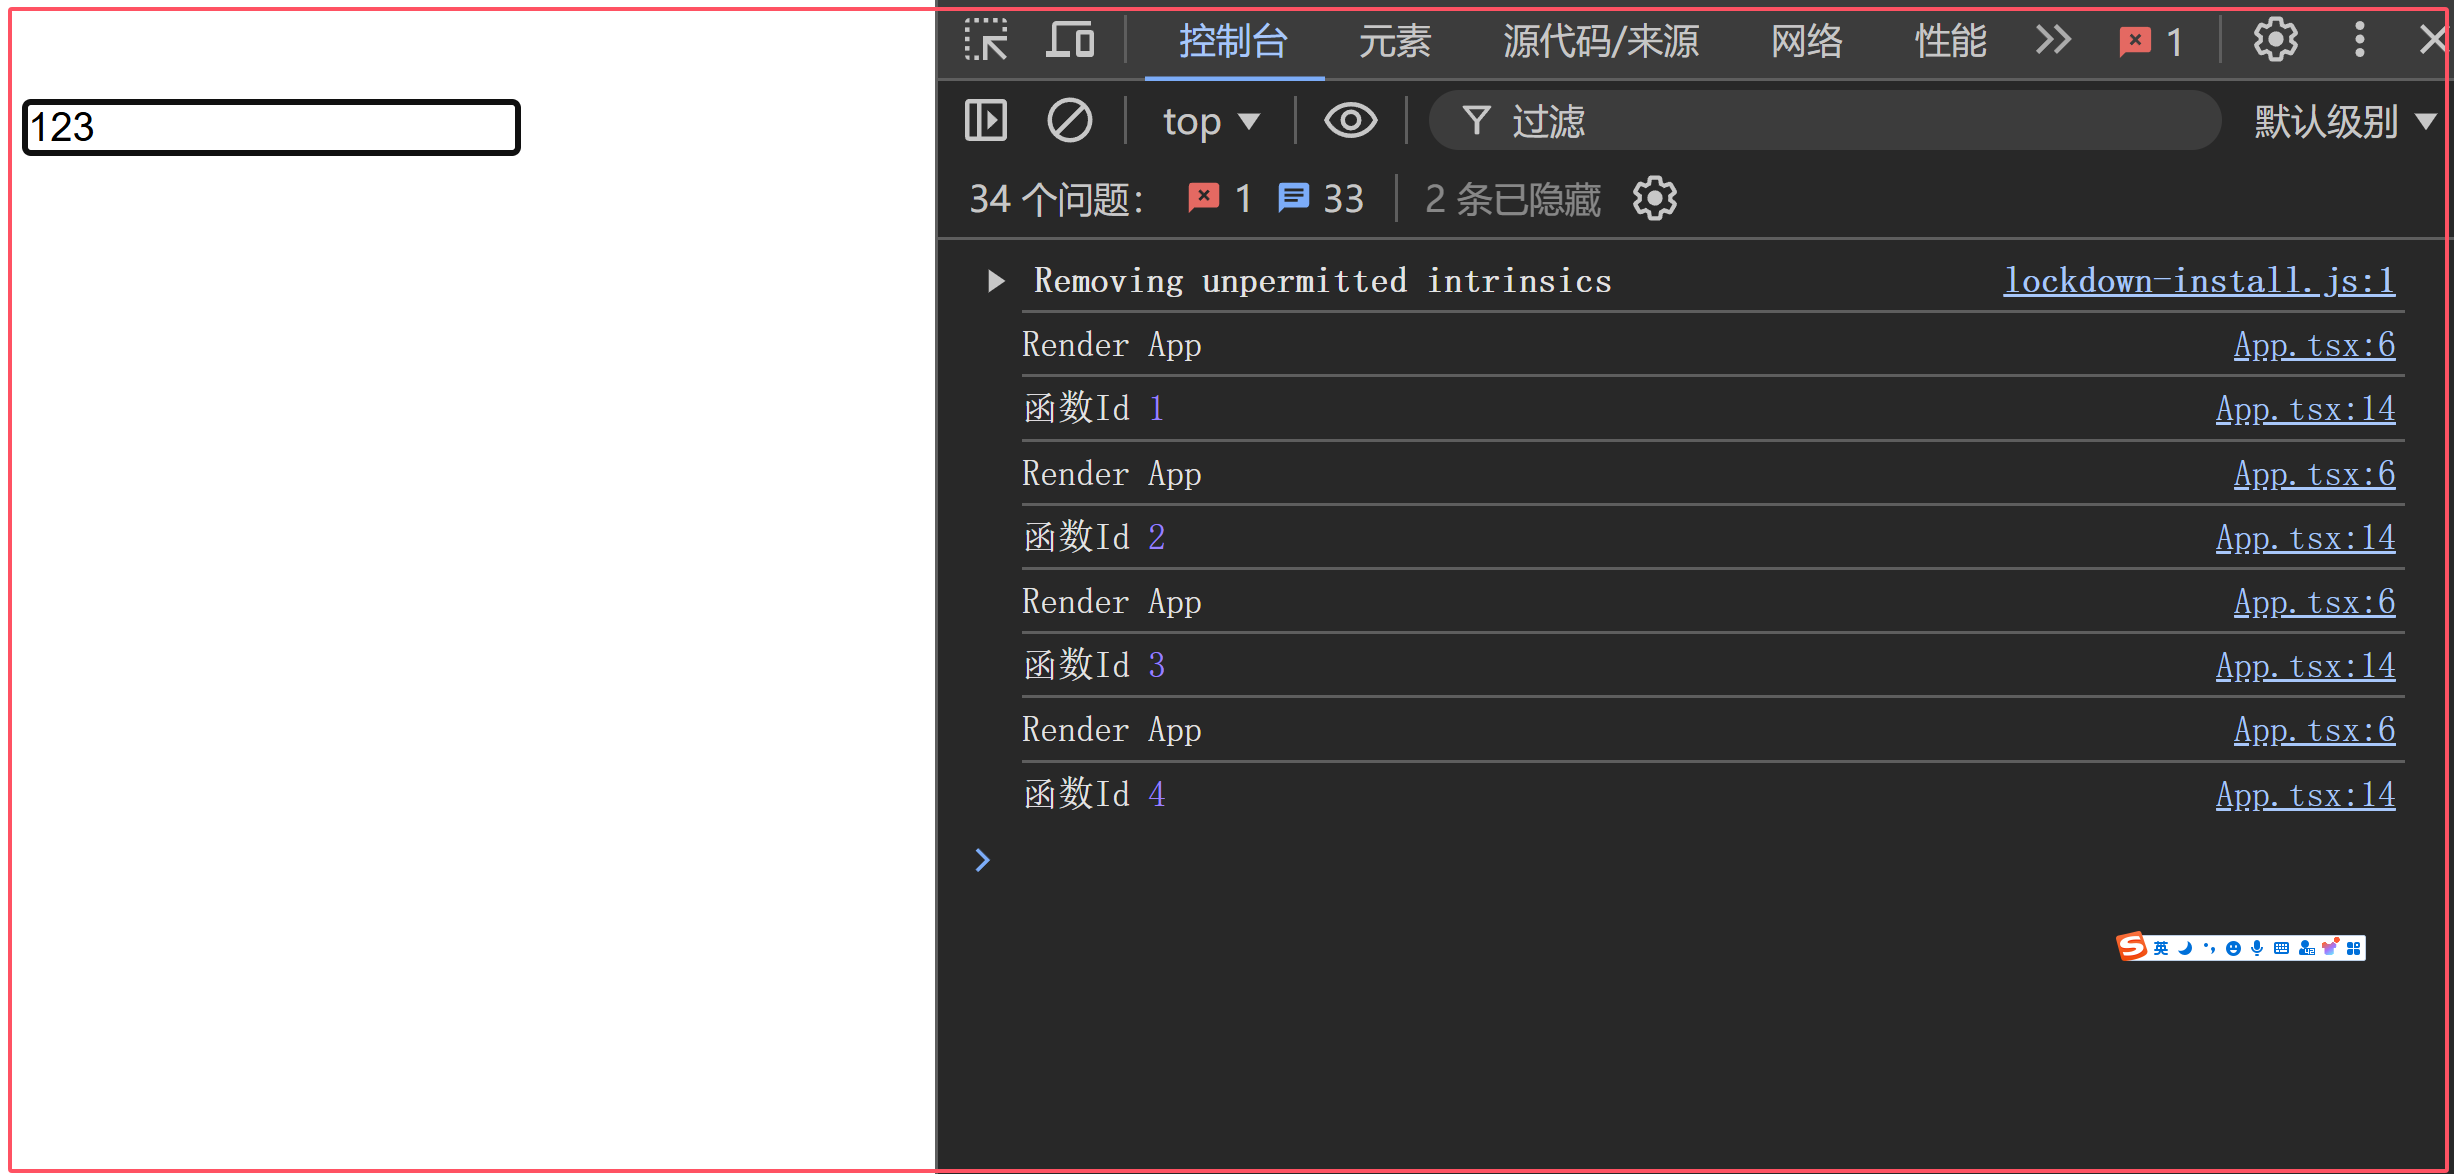 123
控制台 元素 源代码/来源 网络 性能 1
top 过滤 默认级别
34 个问题： 1 33 2 条已隐藏
Removing unpermitted intrinsics lockdown-install.js:1
Render App App.tsx:6
函数Id 1 App.tsx:14
Render App App.tsx:6
函数Id 2 App.tsx:14
Render App App.tsx:6
函数Id 3 App.tsx:14
Render App App.tsx:6
函数Id 4 App.tsx:14
英